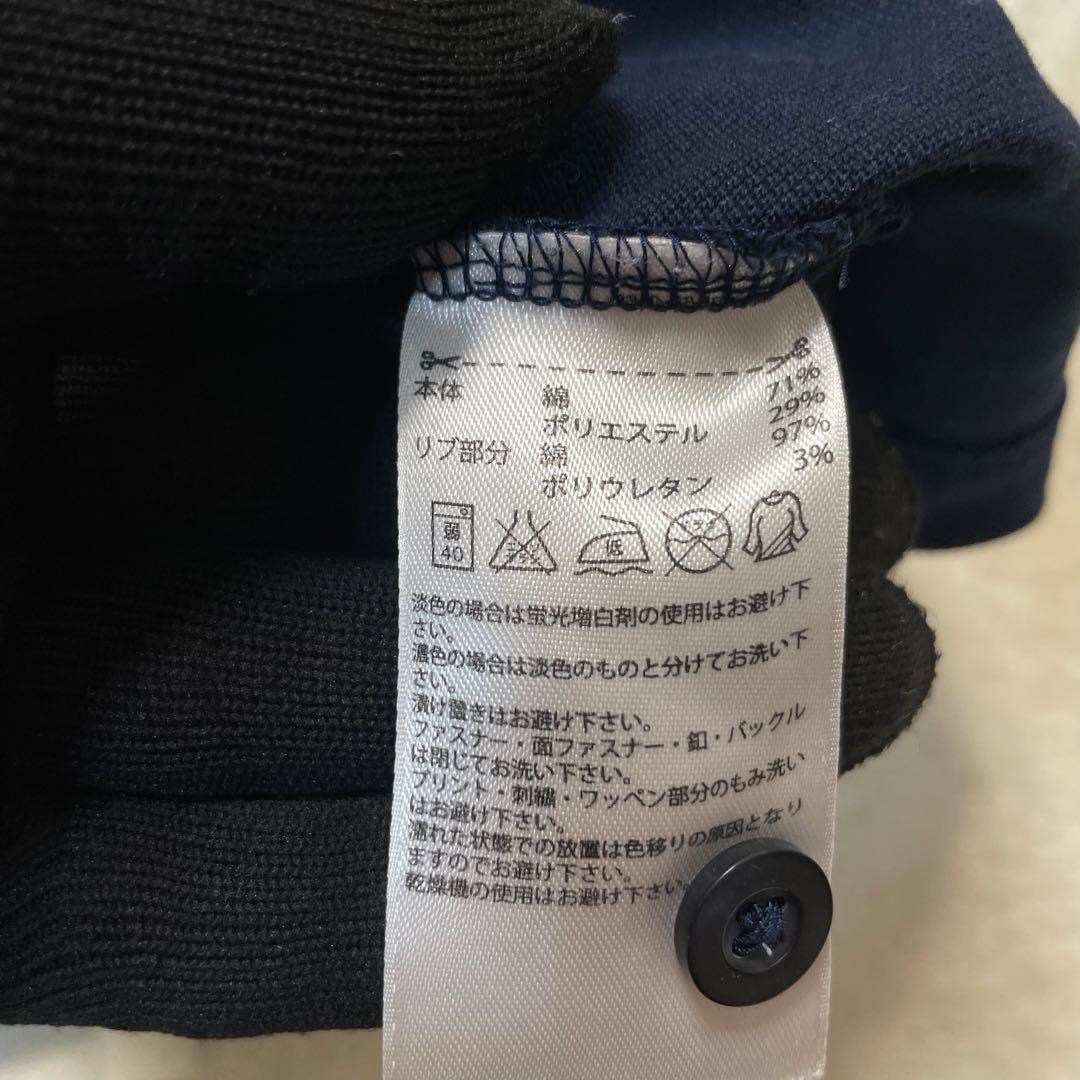 本体 綿 71%
ポリエステル 29%
リブ部分 綿 97%
ポリウレタン 3%
弱 40 エンソサラシ 低 ドライ
淡色の場合は蛍光増白剤の使用はお避け下
さい。
濃色の場合は淡色のものと分けてお洗い下
さい。
漬け置きはお避け下さい。
ファスナー・面ファスナー・釦・バックル
は閉じてお洗い下さい。
プリント・刺繍・ワッペン部分のもみ洗い
はお避け下さい。
濡れた状態での放置は色移りの原因となり
ますのでお避け下さい。
乾燥機の使用はお避け下さい。